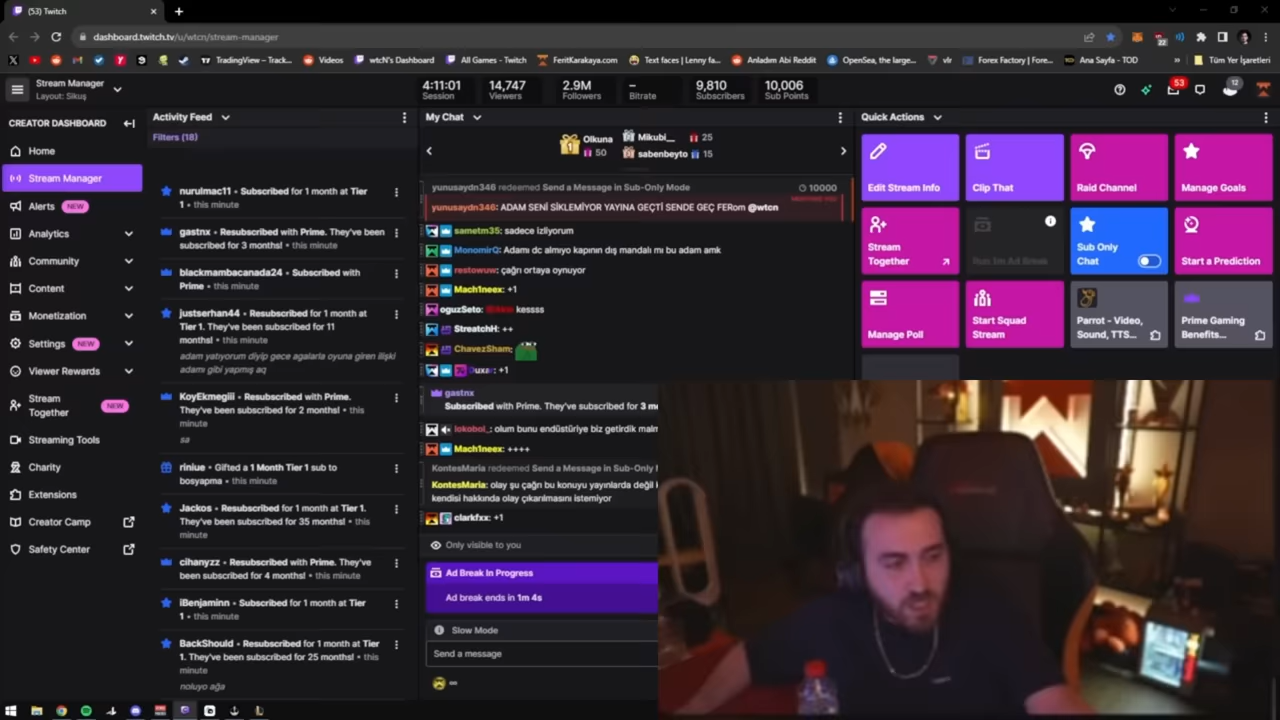 (53) Twitch
dashboard.twitch.tv/u/wtcn/stream-manager
TradingView – Track...
Videos
wtcN's Dashboard
All Games - Twitch
FeritKarakaya.com
Text faces | Lenny fa...
Anladım Abi Reddit
OpenSea, the large...
vlr
Forex Factory | Fore...
Ana Sayfa - TOD
Tüm Yer İşaretleri
Stream Manager
Layout: Sikuş
4:11:01
Session
14,747
Viewers
2.9M
Followers
–
Bitrate
9,810
Subscribers
10,006
Sub Points
53
12
CREATOR DASHBOARD
Home
Stream Manager
Alerts NEW
Analytics
Community
Content
Monetization
Settings NEW
Viewer Rewards
Stream
Together NEW
Streaming Tools
Charity
Extensions
Creator Camp
Safety Center
Activity Feed
Filters (18)
nurulmac11 • Subscribed for 1 month at Tier
1 • this minute
gastnx • Resubscribed with Prime. They've been
subscribed for 3 months! • this minute
blackmambacanada24 • Subscribed with
Prime • this minute
justserhan44 • Resubscribed for 1 month at
Tier 1. They've been subscribed for 11
months! • this minute
adam yatıyorum diyip gece agalarla oyuna giren ilişki
adamı gibi yapmış aq
KoyEkmegiii • Resubscribed with Prime.
They've been subscribed for 2 months! • this
minute
sa
riniue • Gifted a 1 Month Tier 1 sub to
bosyapma • this minute
Jackos • Resubscribed for 1 month at Tier 1.
They've been subscribed for 35 months! • this
minute
cihanyzz • Resubscribed with Prime. They've
been subscribed for 4 months! • this minute
iBenjaminn • Subscribed for 1 month at Tier
1 • this minute
BackShould • Resubscribed for 1 month at Tier
1. They've been subscribed for 25 months! • this
minute
noluyo ağa
My Chat
1 Olkuna
50
Mikubi__ 25
sabenbeyto 15
yunusaydn346 redeemed Send a Message in Sub-Only Mode 10000
yunusaydn346: ADAM SENİ SİKLEMİYOR YAYINA GEÇTİ SENDE GEÇ FERom @wtcn
sametm35: sadece izliyorum
MonomirQ: Adamı dc almıyo kapının dış mandalı mı bu adam amk
restowuw: çağrı ortaya oynuyor
Mach1neex: +1
oguzSeto: kessss
StreatchH: ++
ChavezSham:
Duxar: +1
gastnx
Subscribed with Prime. They've subscribed for 3 m
lokoboi_: olum bunu endüstüriye biz getirdik malm
Mach1neex: ++++
KontesMaria redeemed Send a Message in Sub-Only M
KontesMaria: olay şu çağrı bu konuyu yayınlarda değil k
kendisi hakkında olay çıkarılmasını istemiyor
clarkfxx: +1
Only visible to you
Ad Break In Progress
Ad break ends in 1m 4s
Slow Mode
Send a message
Quick Actions
Edit Stream Info
Clip That
Raid Channel
Manage Goals
Stream
Together
Run 1m Ad Break
Sub Only
Chat
Start a Prediction
Manage Poll
Start Squad
Stream
Parrot - Video,
Sound, TTS...
Prime Gaming
Benefits...